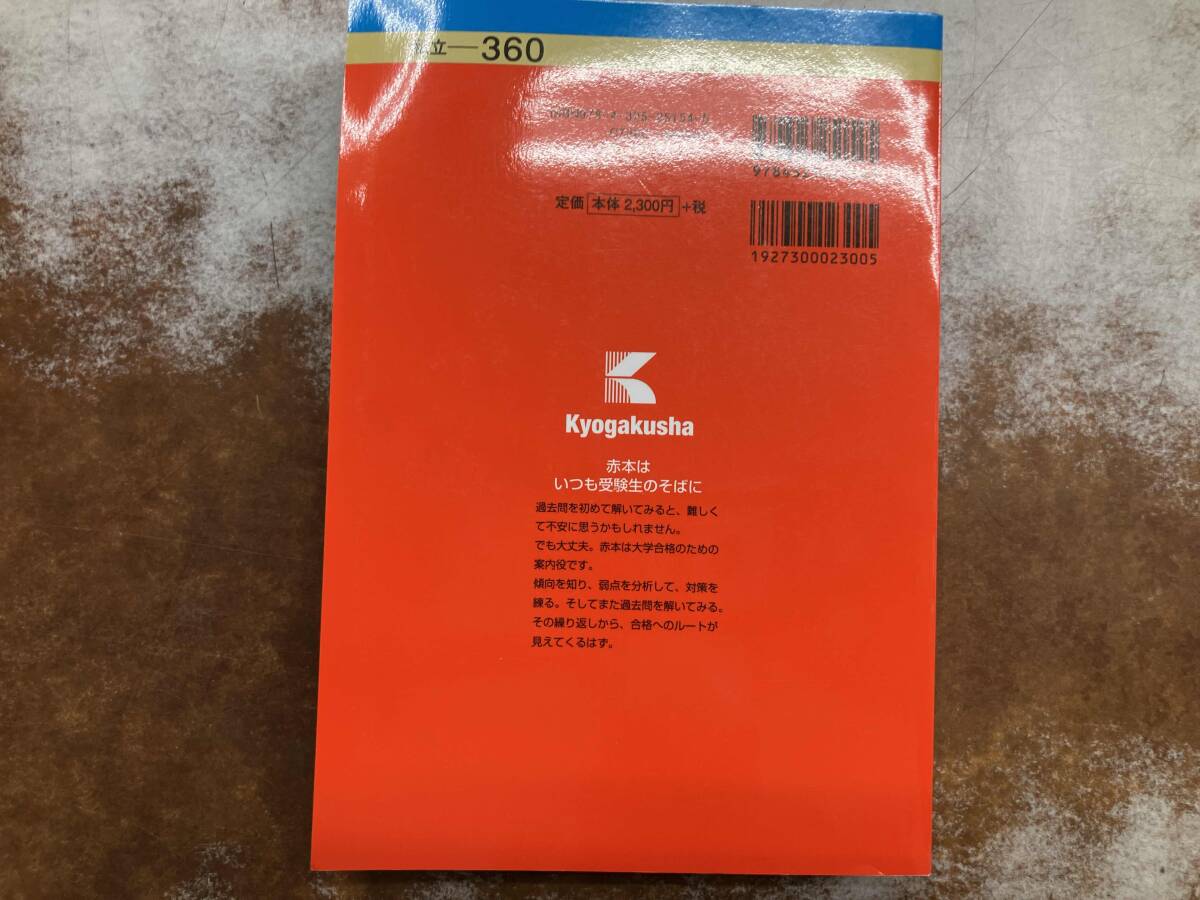 立―360
定価 本体2,300円 +税
1927300023005
Kyogakusha
赤本は
いつも受験生のそばに
過去問を初めて解いてみると、難しく
て不安に思うかもしれません。
でも大丈夫。赤本は大学合格のための
案内役です。
傾向を知り、弱点を分析して、対策を
練る。そしてまた過去問を解いてみる。
その繰り返しから、合格へのルートが
見えてくるはず。